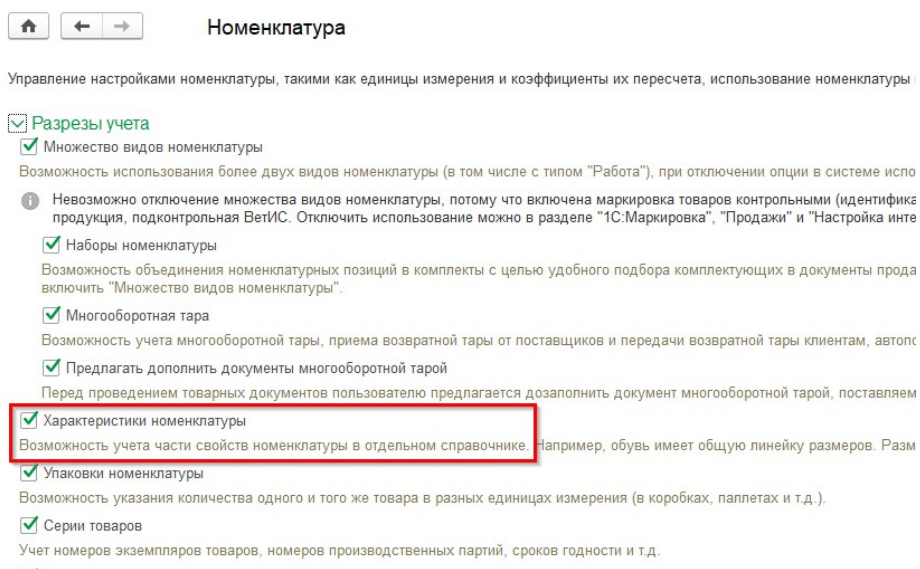 Номенклатура
Управление настройками номенклатуры, такими как единицы измерения и коэффициенты их пересчета, использование номенклатуры
Разрезы учета
Множество видов номенклатуры
Возможность использования более двух видов номенклатуры (в том числе с типом "Работа"), при отключении опции в системе испо
Невозможно отключение множества видов номенклатуры, потому что включена маркировка товаров контрольными (идентифика
продукция, подконтрольная ВетИС. Отключить использование можно в разделе "1С:Маркировка", "Продажи" и "Настройка инте
Наборы номенклатуры
Возможность объединения номенклатурных позиций в комплекты с целью удобного подбора комплектующих в документы прода
включить "Множество видов номенклатуры".
Многооборотная тара
Возможность учета многооборотной тары, приема возвратной тары от поставщиков и передачи возвратной тары клиентам, автопо
Предлагать дополнить документы многооборотной тарой
Перед проведением товарных документов пользователю предлагается дозаполнить документ многооборотной тарой, поставляем
Характеристики номенклатуры
Возможность учета части свойств номенклатуры в отдельном справочнике. Например, обувь имеет общую линейку размеров. Разм
Упаковки номенклатуры
Возможность указания количества одного и того же товара в разных единицах измерения (в коробках, паллетах и т.д.).
Серии товаров
Учет номеров экземпляров товаров, номеров производственных партий, сроков годности и т.д.